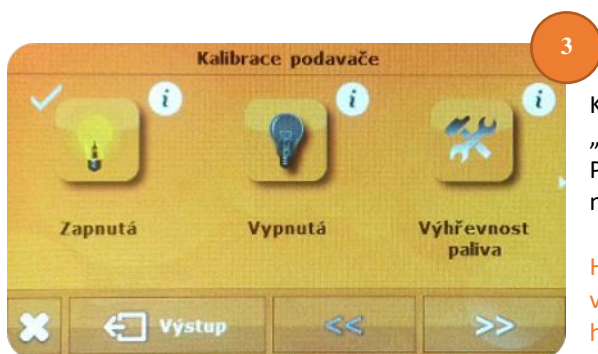 3
Kalibrace podavače
i i i
Zapnutá Vypnutá Výhřevnost
paliva
Výstup << >>
K
„
P
H
v
h